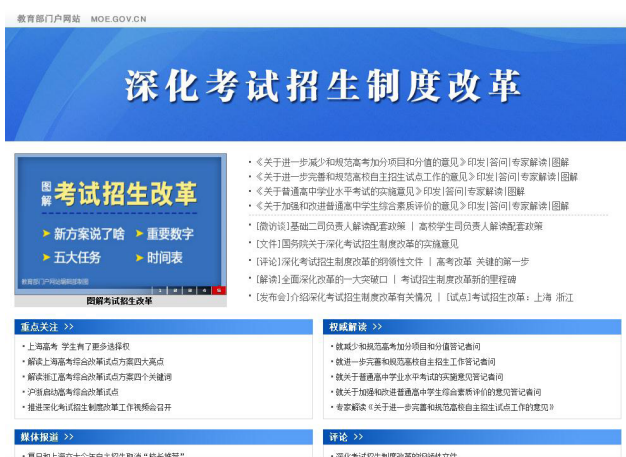 教育部门户网站 MOE.GOV.CN
深化考试招生制度改革
图解 考试招生改革
➤ 新方案说了啥 ➤ 重要数字
➤ 五大任务 ➤ 时间表
教育部门户网站编辑部制图
1 2 3 4 5
图解考试招生改革
·《关于进一步减少和规范高考加分项目和分值的意见》印发|答问|专家解读|图解
·《关于进一步完善和规范高校自主招生试点工作的意见》印发|答问|专家解读|图解
·《关于普通高中学业水平考试的实施意见》印发|答问|专家解读|图解
·《关于加强和改进普通高中学生综合素质评价的意见》印发|答问|专家解读|图解
·[微访谈]基础二司负责人解读配套政策 | 高校学生司负责人解读配套政策
·[文件]国务院关于深化考试招生制度改革的实施意见
·[评论]深化考试招生制度改革的纲领性文件 | 高考改革 关键的第一步
·[解读]全面深化改革的一大突破口 | 考试招生制度改革新的里程碑
·[发布会]介绍深化考试招生制度改革有关情况 | [试点]考试招生改革：上海 浙江
重点关注 >>
·上海高考 学生有了更多选择权
·解读上海高考综合改革试点方案四大亮点
·解读浙江高考综合改革试点方案四个关键词
·沪浙启动高考综合改革试点
·推进深化考试招生制度改革工作视频会召开
权威解读 >>
·就减少和规范高考加分项目和分值答记者问
·就进一步完善和规范高校自主招生工作答记者问
·就关于普通高中学业水平考试的实施意见答记者问
·就关于加强和改进普通高中学生综合素质评价的意见答记者问
·专家解读《关于进一步完善和规范高校自主招生试点工作的意见》
媒体报道 >>
评论 >>